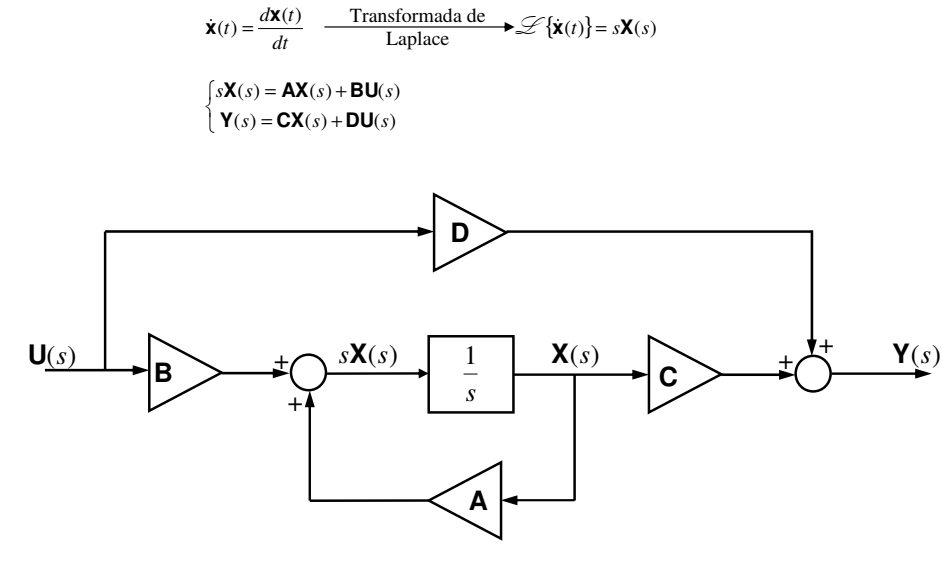 ẋ(t) = dx(t)/dt Transformada de Laplace ℒ{ẋ(t)} = sX(s)
sX(s) = AX(s) + BU(s)
Y(s) = CX(s) + DU(s)
D
U(s) B + + sX(s) 1/s X(s) C + + Y(s)
A